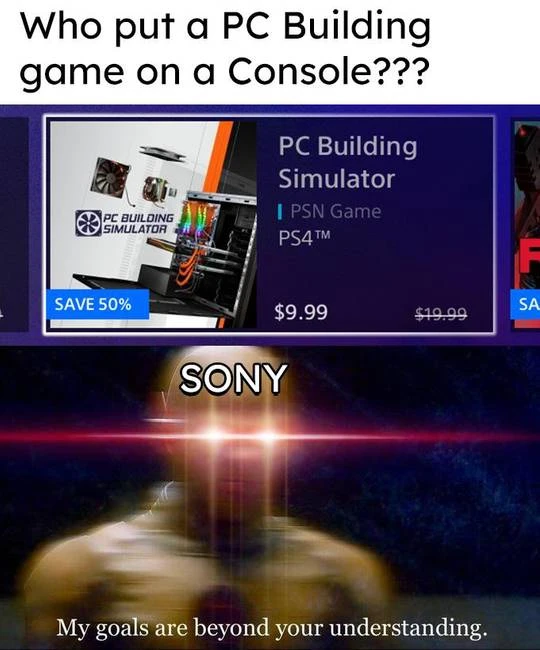 Who put a PC Building
game on a Console???
PC Building
Simulator
PSN Game
PS4™
PC BUILDING
SIMULATOR
SAVE 50%
$9.99
$19.99
SA
F
SONY
My goals are beyond your understanding.